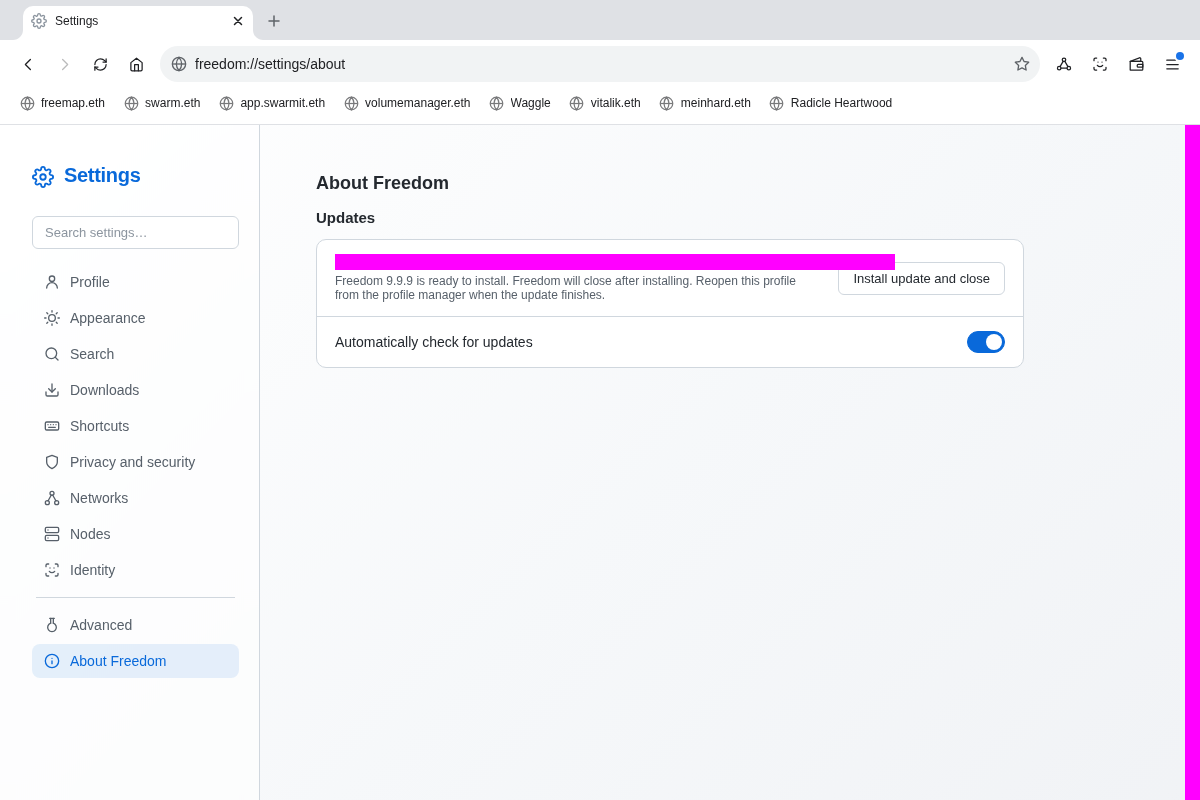 Settings
freedom://settings/about
freemap.eth swarm.eth app.swarmit.eth volumemanager.eth Waggle vitalik.eth meinhard.eth Radicle Heartwood
Settings
Search settings…
Profile
Appearance
Search
Downloads
Shortcuts
Privacy and security
Networks
Nodes
Identity
Advanced
About Freedom
About Freedom
Updates
Freedom 9.9.9 is ready to install. Freedom will close after installing. Reopen this profile
from the profile manager when the update finishes.
Install update and close
Automatically check for updates